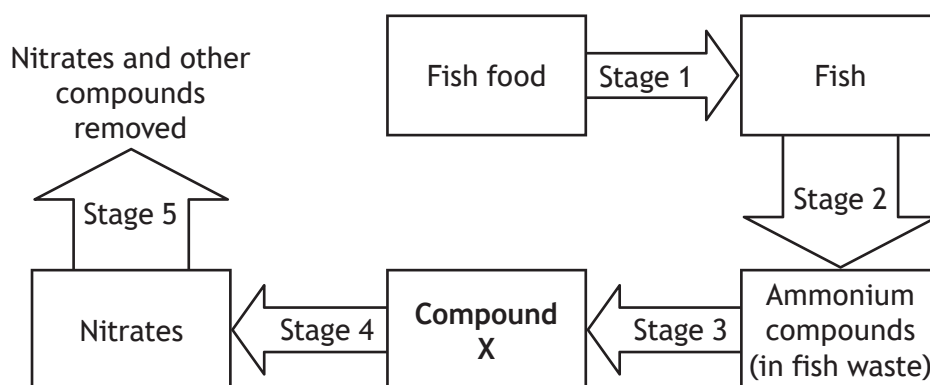 Nitrates and other
compounds
removed
Fish food
Stage 1
Fish
Stage 5
Stage 2
Nitrates
Stage 4
Compound
X
Stage 3
Ammonium
compounds
(in fish waste)